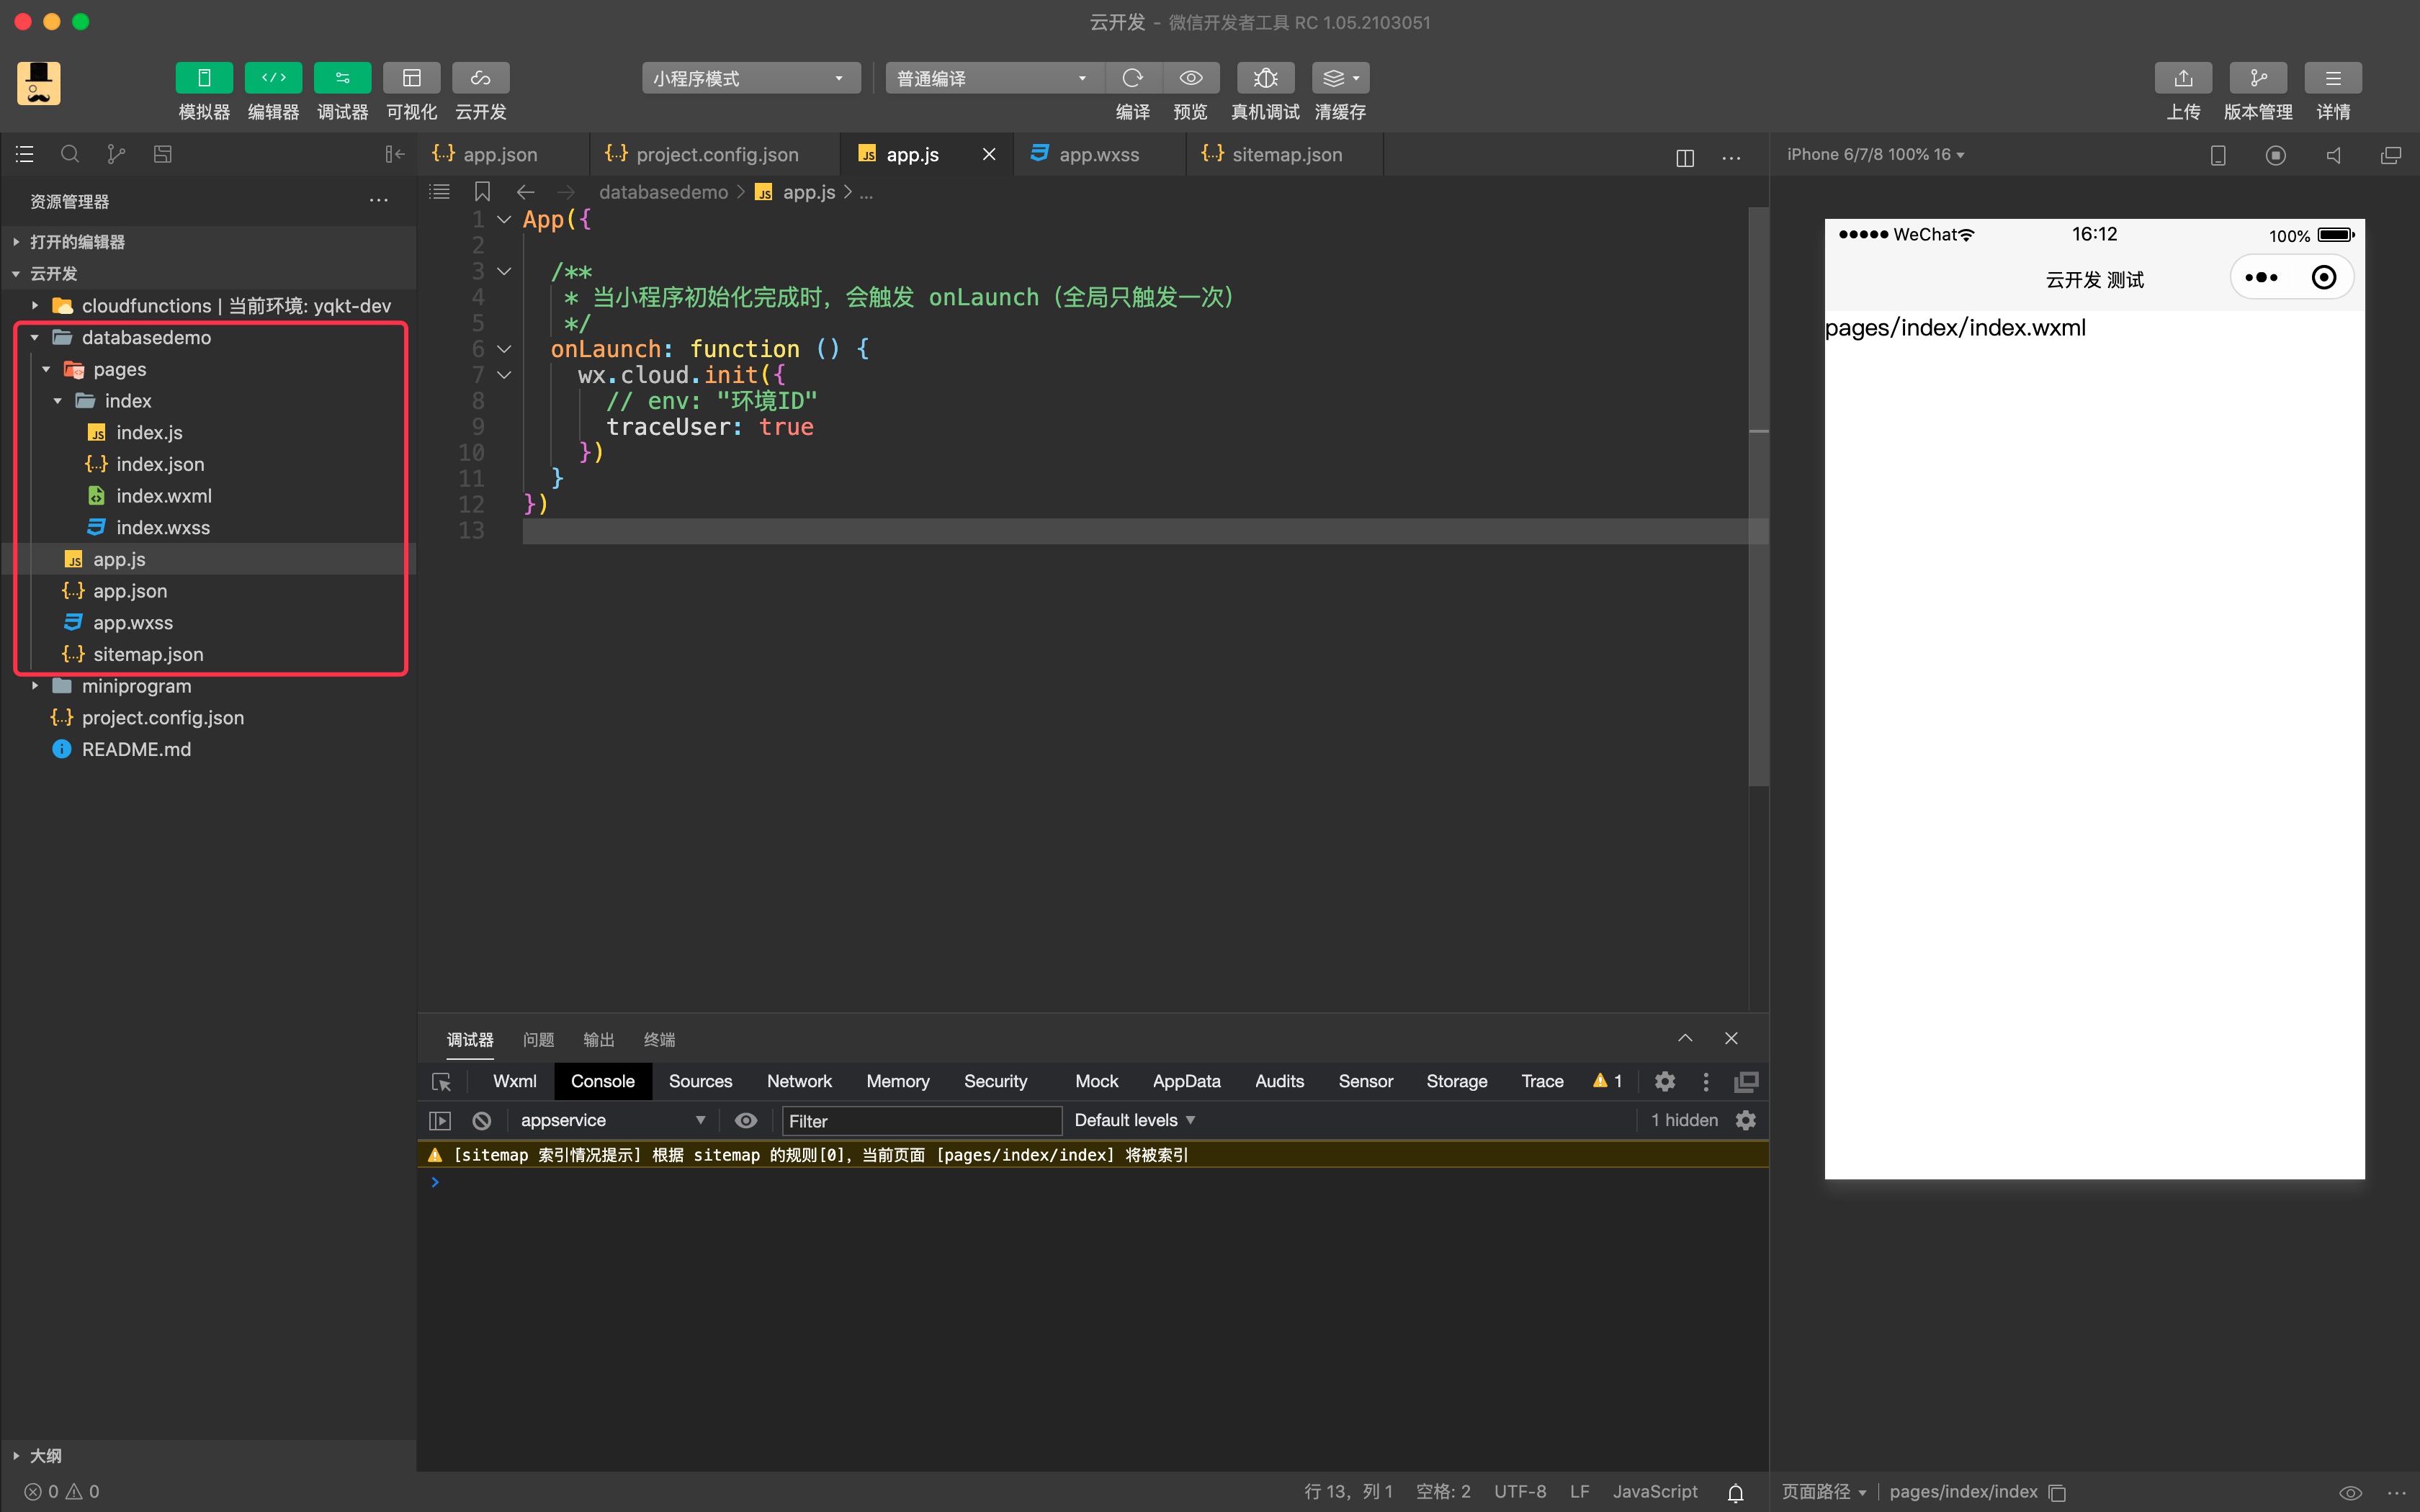 云开发 - 微信开发者工具 RC 1.05.2103051
模拟器 编辑器 调试器 可视化 云开发
小程序模式 普通编译
编译 预览 真机调试 清缓存
上传 版本管理 详情
资源管理器
打开的编辑器
云开发
cloudfunctions | 当前环境: yqkt-dev
databasedemo
pages
index
index.js
index.json
index.wxml
index.wxss
app.js
app.json
app.wxss
sitemap.json
miniprogram
project.config.json
README.md
大纲
0 0
app.json project.config.json app.js app.wxss sitemap.json
databasedemo > app.js > ...
1 App({
2
3 /**
4 * 当小程序初始化完成时，会触发 onLaunch（全局只触发一次）
5 */
6 onLaunch: function () {
7 wx.cloud.init({
8 // env: "环境ID"
9 traceUser: true
10 })
11 }
12 })
13
调试器 问题 输出 终端
Wxml Console Sources Network Memory Security Mock AppData Audits Sensor Storage Trace 1
appservice Filter Default levels 1 hidden
[sitemap 索引情况提示] 根据 sitemap 的规则[0]，当前页面 [pages/index/index] 将被索引
行 13，列 1 空格: 2 UTF-8 LF JavaScript
iPhone 6/7/8 100% 16
WeChat 16:12 100%
云开发 测试
pages/index/index.wxml
页面路径 pages/index/index